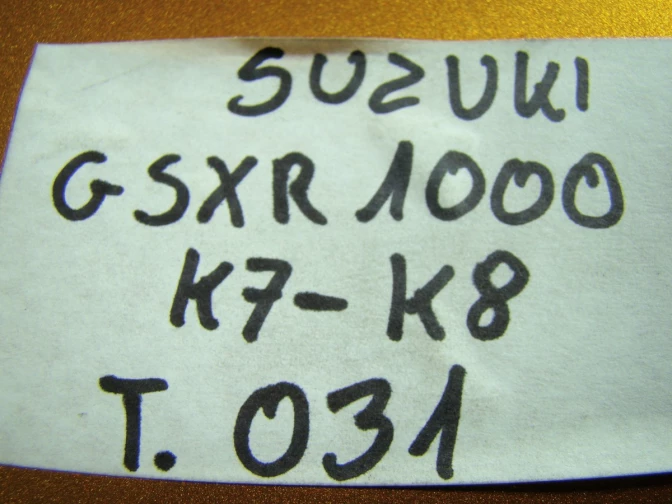 SUZUKI
GSXR 1000
K7-K8
T. 031